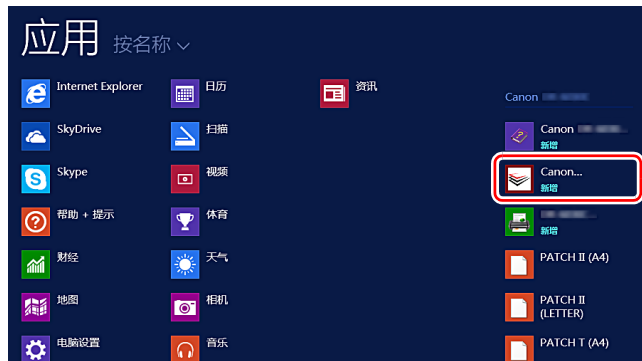 应用 按名称
Internet Explorer
SkyDrive
Skype
帮助 + 提示
财经
地图
电脑设置
日历
扫描
视频
体育
天气
相机
音乐
资讯
Canon
Canon
新增
Canon...
新增
新增
PATCH II (A4)
PATCH II
(LETTER)
PATCH T (A4)